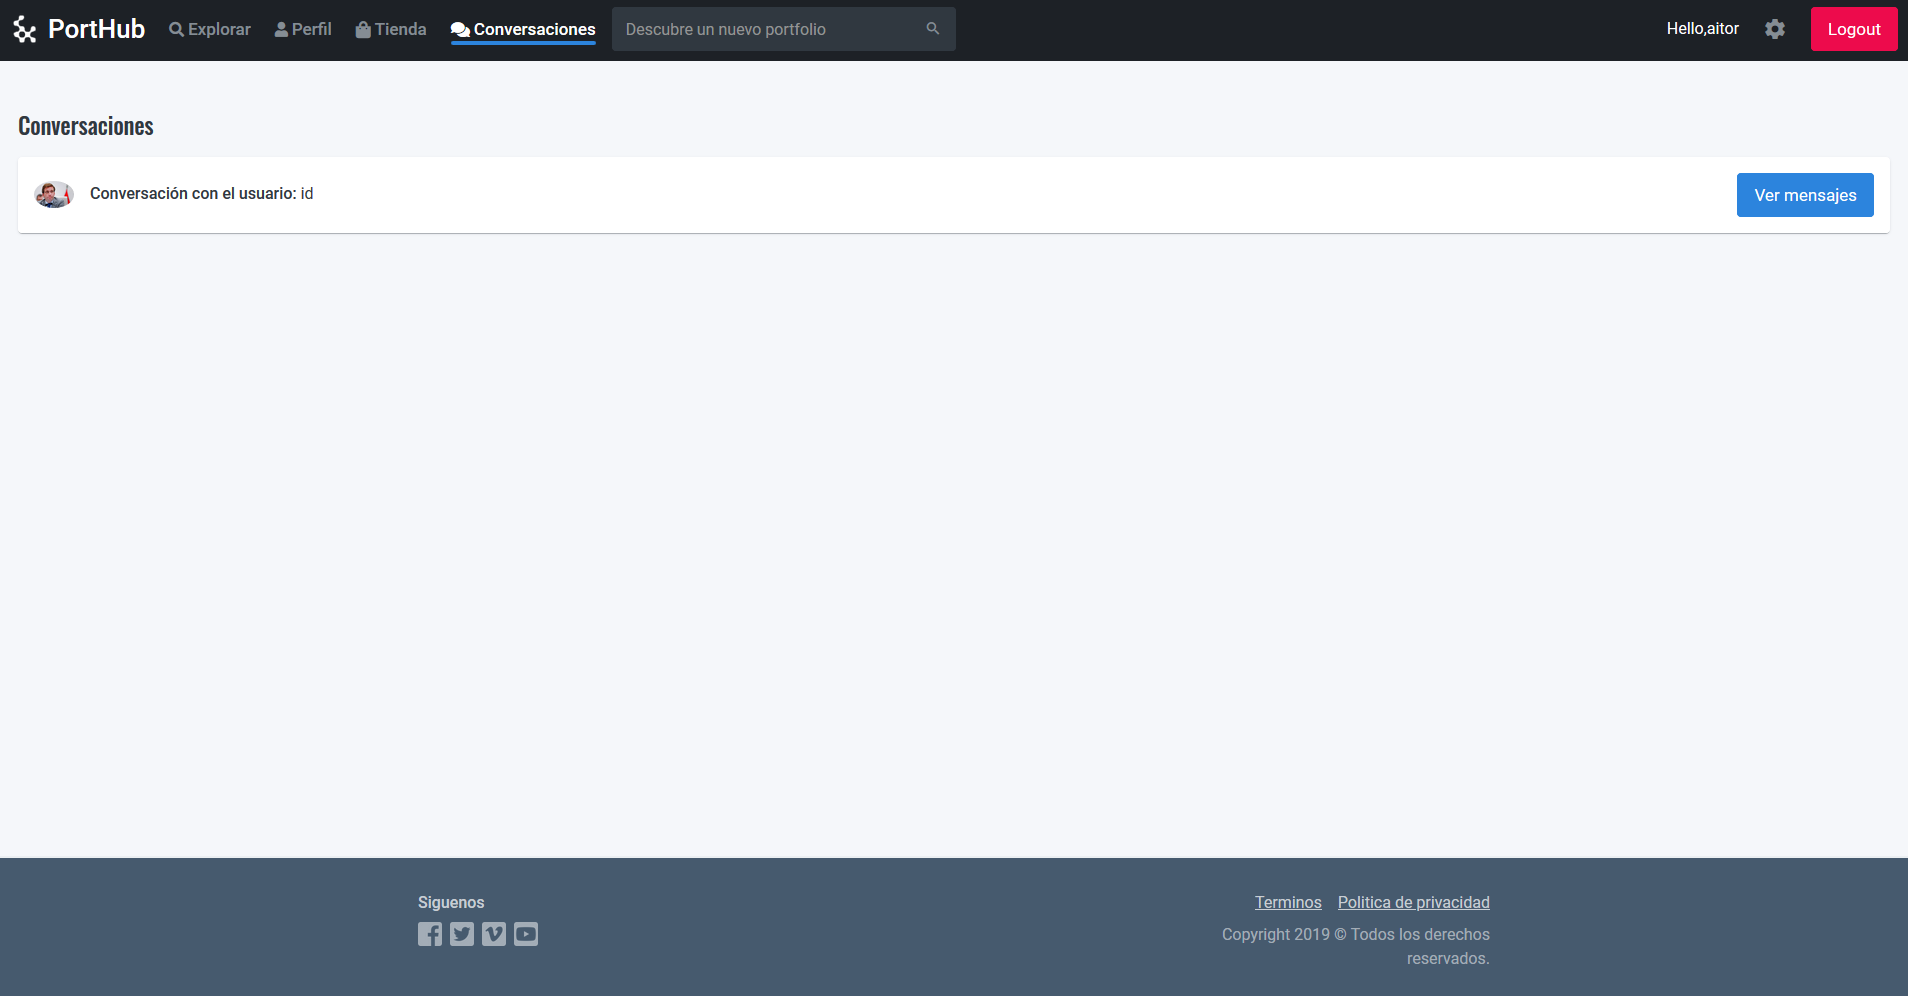 PortHub
Explorar
Perfil
Tienda
Conversaciones
Descubre un nuevo portfolio
Hello,aitor
Logout
Conversaciones
Conversación con el usuario: id
Ver mensajes
Siguenos
Terminos
Politica de privacidad
Copyright 2019 © Todos los derechos
reservados.